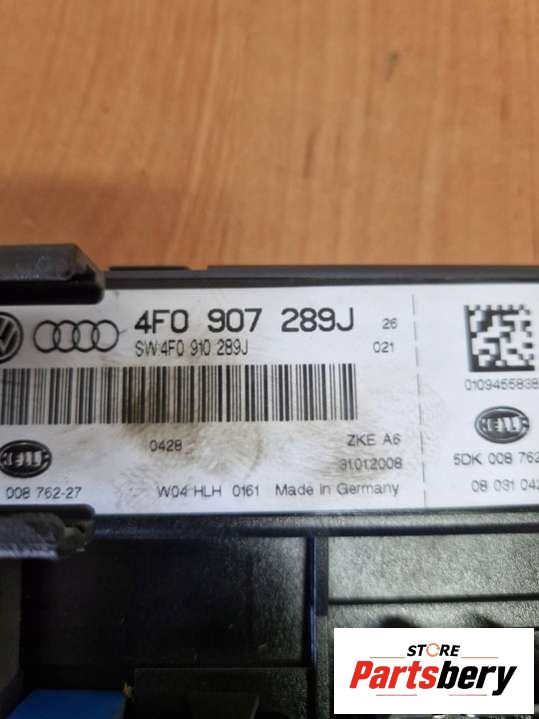 4F0 907 289J 26
SW:4F0 910 289J 021
0109455838
0428 ZKE A6
HELLA
31.01.2008
5DK 008 762
008 762-27 W04 HLH 0161 Made in Germany
08 031 042
STORE
Partsbery